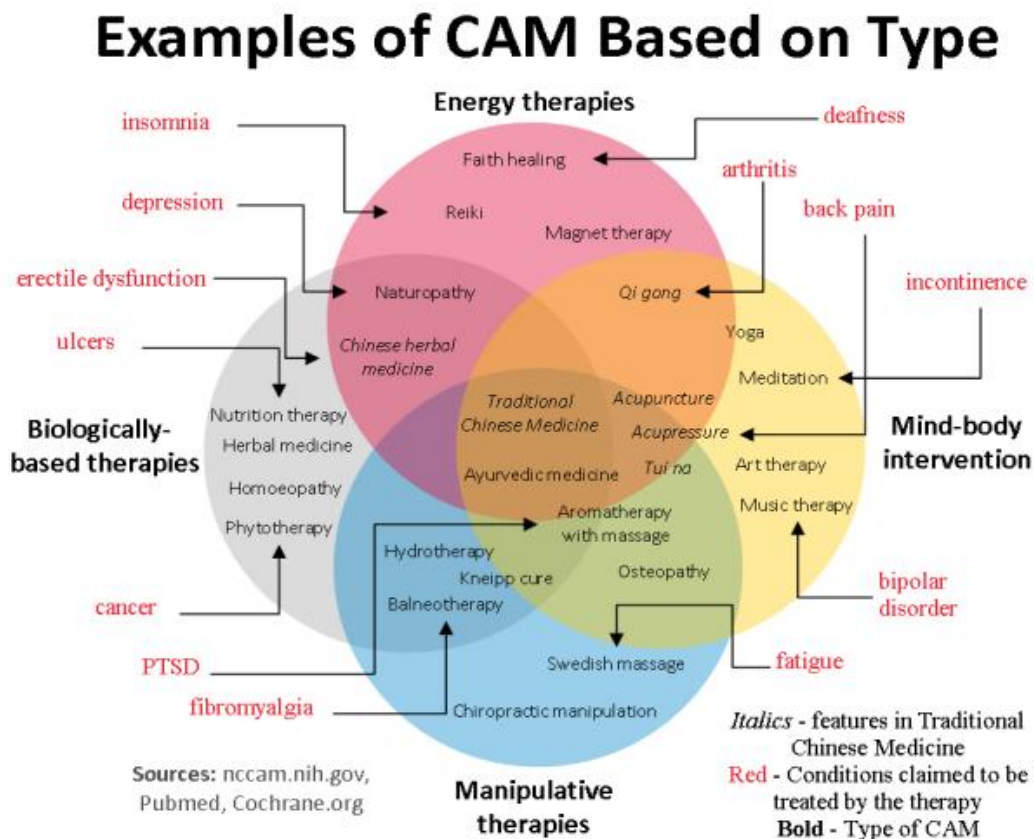 Examples of CAM Based on Type
Energy therapies
insomnia
deafness
Faith healing
arthritis
depression
Reiki
back pain
Magnet therapy
erectile dysfunction
Naturopathy
Qi gong
incontinence
ulcers
Yoga
Chinese herbal
medicine
Meditation
Nutrition therapy
Traditional
Chinese Medicine
Acupuncture
Biologically-
based therapies
Herbal medicine
Acupressure
Mind-body
intervention
Homoeopathy
Ayurvedic medicine
Tui na
Art therapy
Phytotherapy
Music therapy
Aromatherapy
with massage
Hydrotherapy
Kneipp cure
Osteopathy
cancer
Balneotherapy
bipolar
disorder
PTSD
Swedish massage
fatigue
fibromyalgia
Chiropractic manipulation
Italics - features in Traditional
Chinese Medicine
Red - Conditions claimed to be
treated by the therapy
Bold - Type of CAM
Sources: nccam.nih.gov,
Pubmed, Cochrane.org
Manipulative
therapies